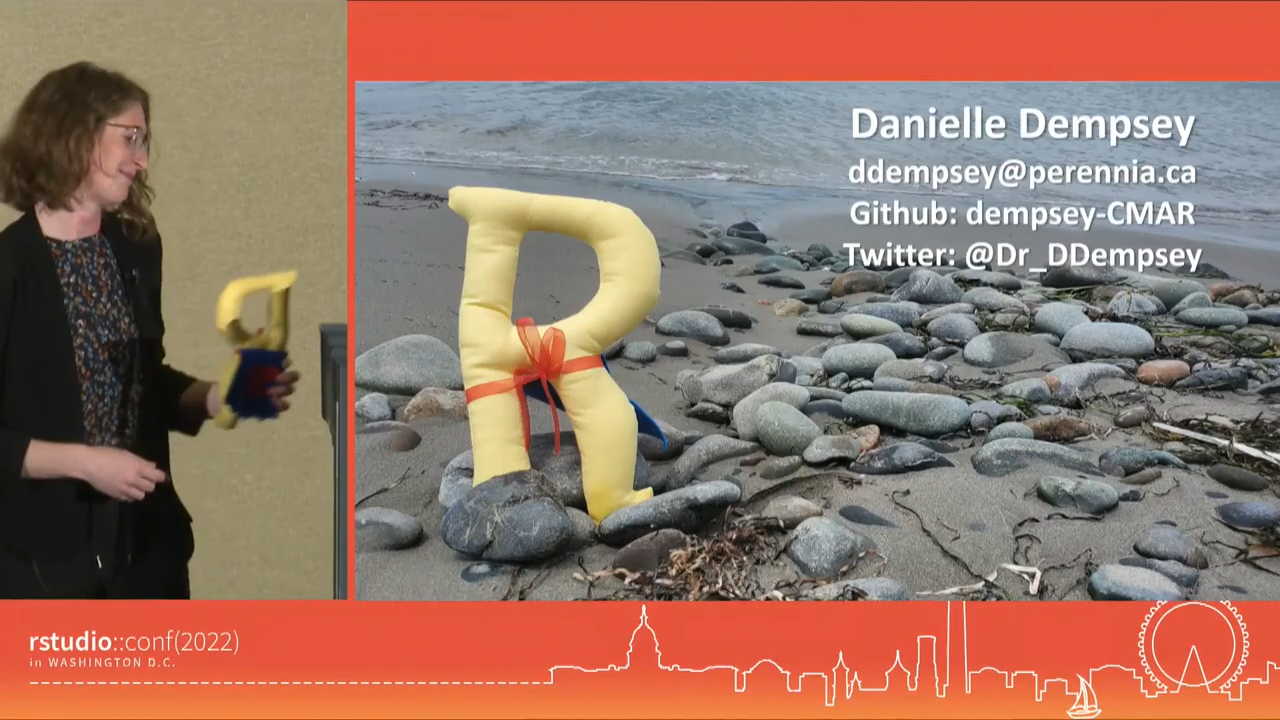 Danielle Dempsey
ddempsey@perennia.ca
Github: dempsey-CMAR
Twitter: @Dr_DDempsey
rstudio::conf(2022)
in WASHINGTON D.C.